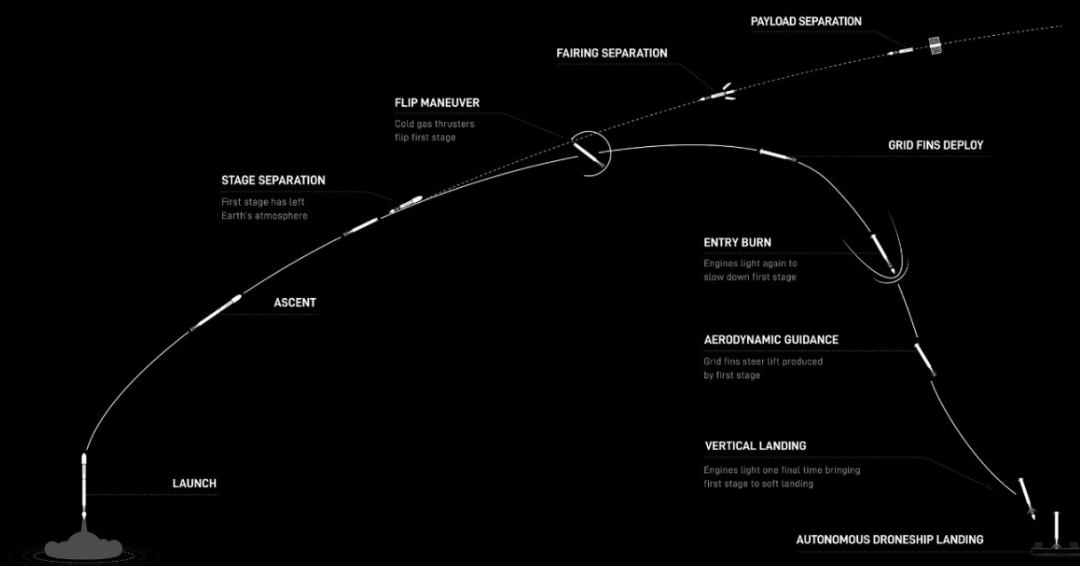 PAYLOAD SEPARATION
FAIRING SEPARATION
FLIP MANEUVER
Cold gas thrusters
flip first stage
GRID FINS DEPLOY
STAGE SEPARATION
First stage has left
Earth's atmosphere
ENTRY BURN
Engines light again to
slow down first stage
ASCENT
AERODYNAMIC GUIDANCE
Grid fins steer lift produced
by first stage
VERTICAL LANDING
Engines light one final time bringing
first stage to soft landing
LAUNCH
AUTONOMOUS DRONESHIP LANDING